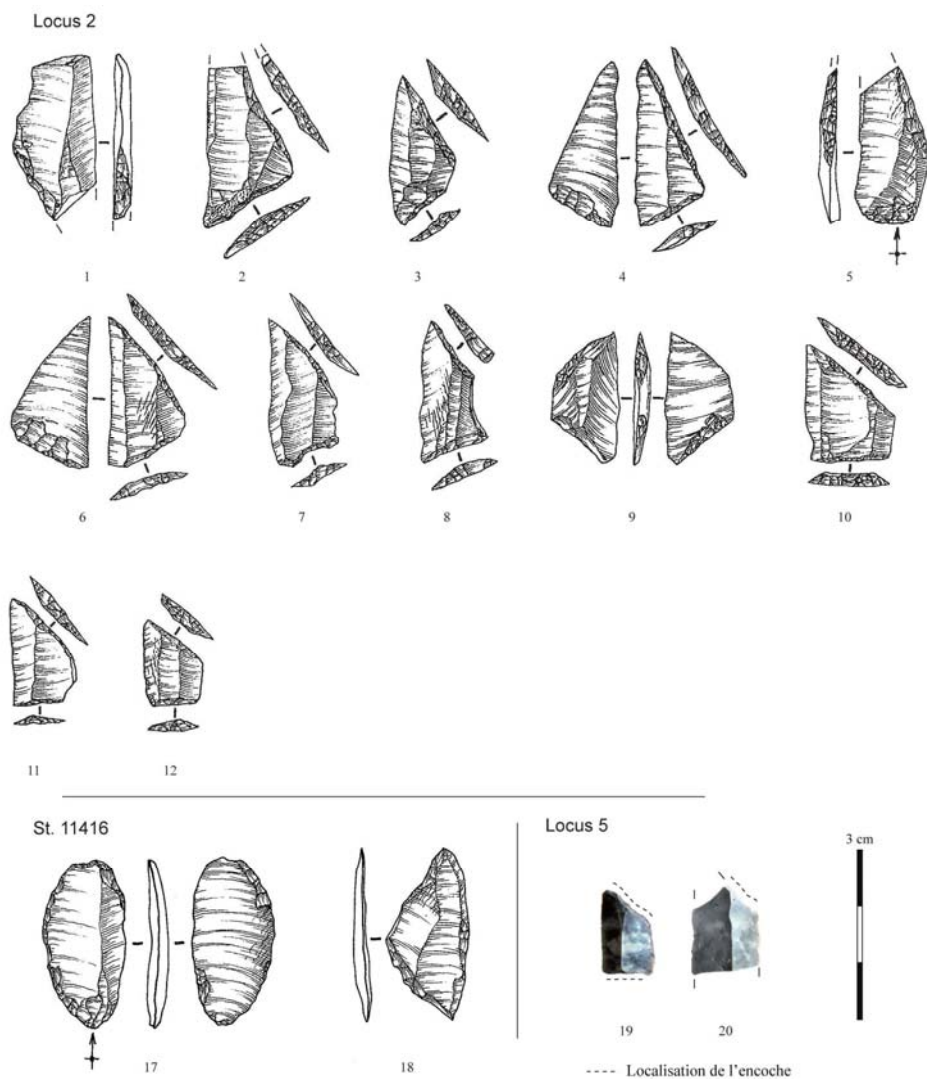 Locus 2
1 2 3 4 5
6 7 8 9 10
11 12
St. 11416
Locus 5
3 cm
17 18 19 20
---- Localisation de l'encoche